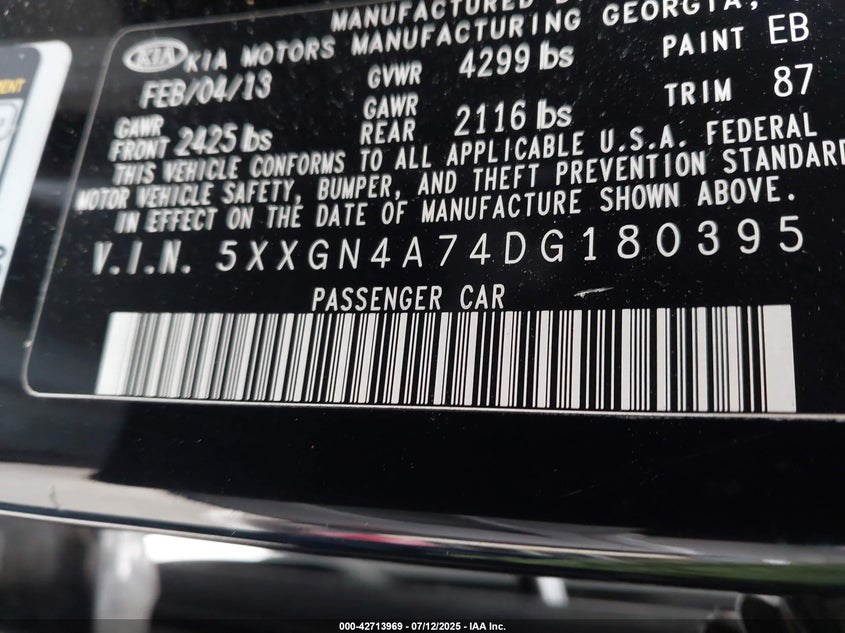 MANUFACTURED
KIA KIA MOTORS MANUFACTURING GEORGIA,
FEB/04/13 GVWR 4299 lbs PAINT EB
GAWR FRONT 2425 lbs GAWR REAR 2116 lbs TRIM 87
THIS VEHICLE CONFORMS TO ALL APPLICABLE U.S.A. FEDERAL
MOTOR VEHICLE SAFETY, BUMPER, AND THEFT PREVENTION STANDARD
IN EFFECT ON THE DATE OF MANUFACTURE SHOWN ABOVE.
V.I.N. 5XXGN4A74DG180395
PASSENGER CAR
000-42713969 - 07/12/2025 - IAA Inc.